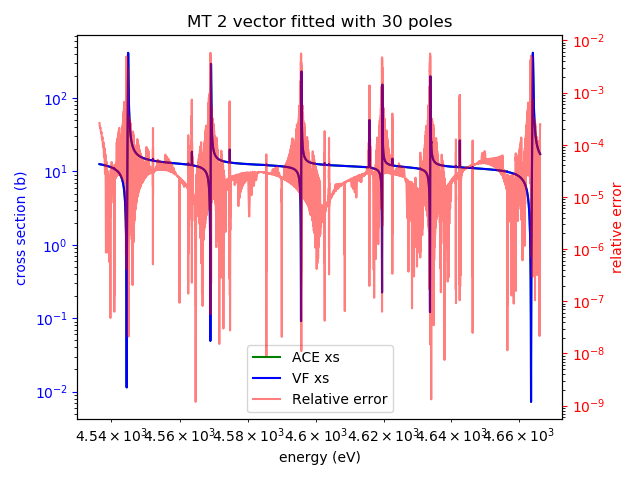 MT 2 vector fitted with 30 poles
cross section (b)
10²
10¹
10⁰
10⁻¹
10⁻²
10⁻²
10⁻³
10⁻⁴
10⁻⁵
10⁻⁶
10⁻⁷
10⁻⁸
10⁻⁹
relative error
ACE xs
VF xs
Relative error
4.54 × 10³ 4.56 × 10³ 4.58 × 10³ 4.6 × 10³ 4.62 × 10³ 4.64 × 10³ 4.66 × 10³
energy (eV)